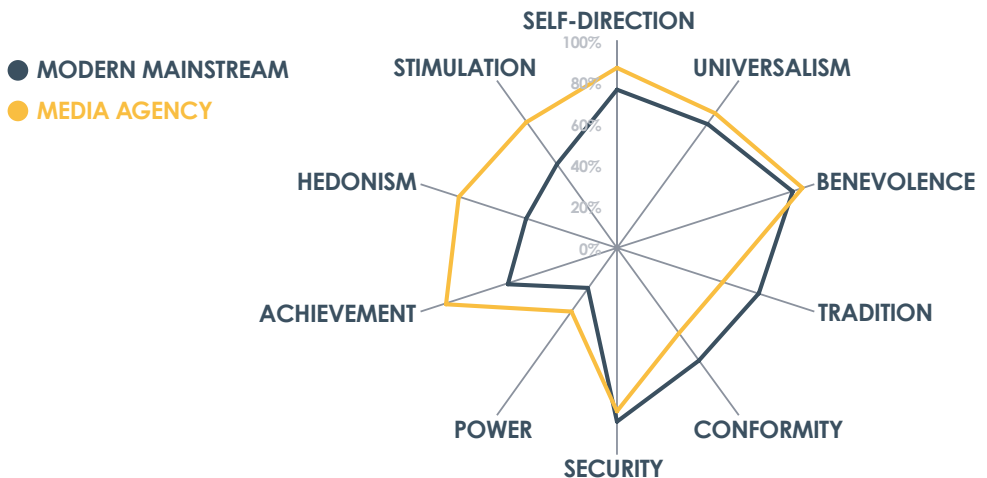 SELF-DIRECTION
100%
MODERN MAINSTREAM
STIMULATION
UNIVERSALISM
80%
MEDIA AGENCY
60%
40%
HEDONISM
BENEVOLENCE
20%
0%
ACHIEVEMENT
TRADITION
POWER
CONFORMITY
SECURITY